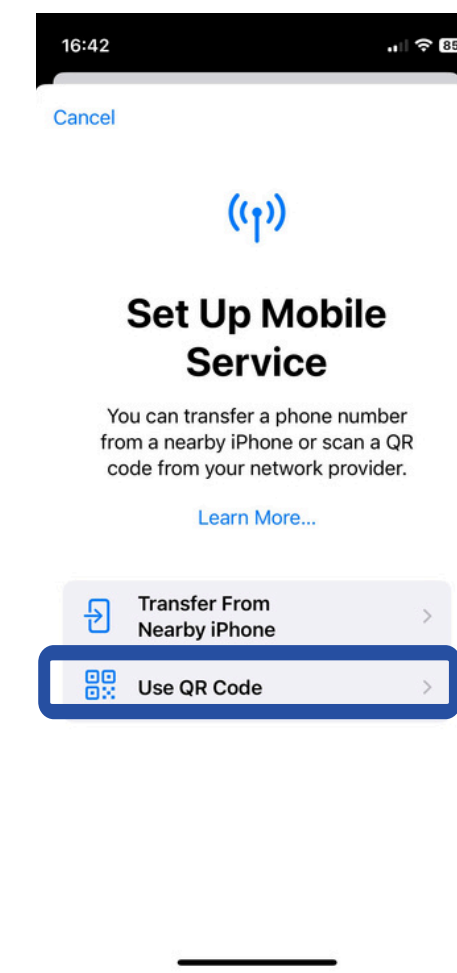 16:42
85
Cancel
Set Up Mobile
Service
You can transfer a phone number
from a nearby iPhone or scan a QR
code from your network provider.
Learn More...
Transfer From
Nearby iPhone
Use QR Code